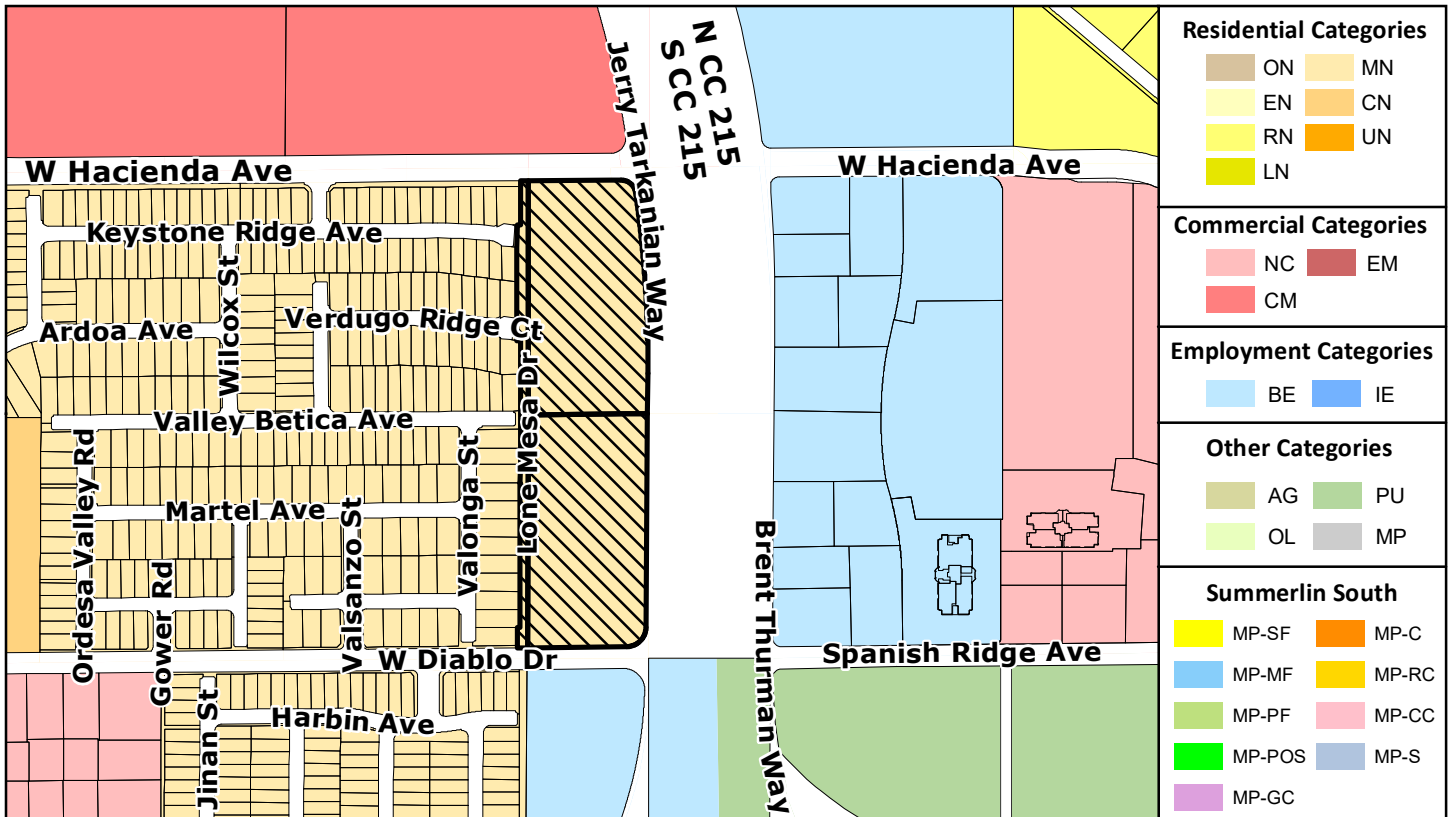 N CC 215
S CC 215
Jerry Tarkanian Way
W Hacienda Ave
W Hacienda Ave
Keystone Ridge Ave
Wilcox St
Ardoa Ave
Verdugo Ridge Ct
Valley Betica Ave
Lone Mesa Dr
Ordesa Valley Rd
Valonga St
Martel Ave
Valsanzo St
Gower Rd
Brent Thurman Way
W Diablo Dr
Spanish Ridge Ave
Harbin Ave
Jinan St
Residential Categories
ON MN
EN CN
RN UN
LN
Commercial Categories
NC EM
CM
Employment Categories
BE IE
Other Categories
AG PU
OL MP
Summerlin South
MP-SF MP-C
MP-MF MP-RC
MP-PF MP-CC
MP-POS MP-S
MP-GC